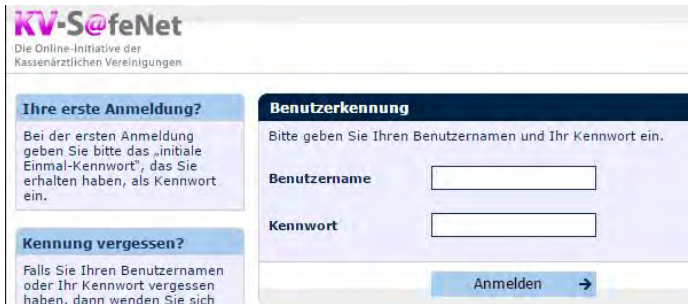 KV-S@feNet
Die Online-Initiative der
Kassenärztlichen Vereinigungen
Ihre erste Anmeldung?
Bei der ersten Anmeldung
geben Sie bitte das „initiale
Einmal-Kennwort", das Sie
erhalten haben, als Kennwort
ein.
Kennung vergessen?
Falls Sie Ihren Benutzernamen
oder Ihr Kennwort vergessen
haben, dann wenden Sie sich
Benutzerkennung
Bitte geben Sie Ihren Benutzernamen und Ihr Kennwort ein.
Benutzername
Kennwort
Anmelden